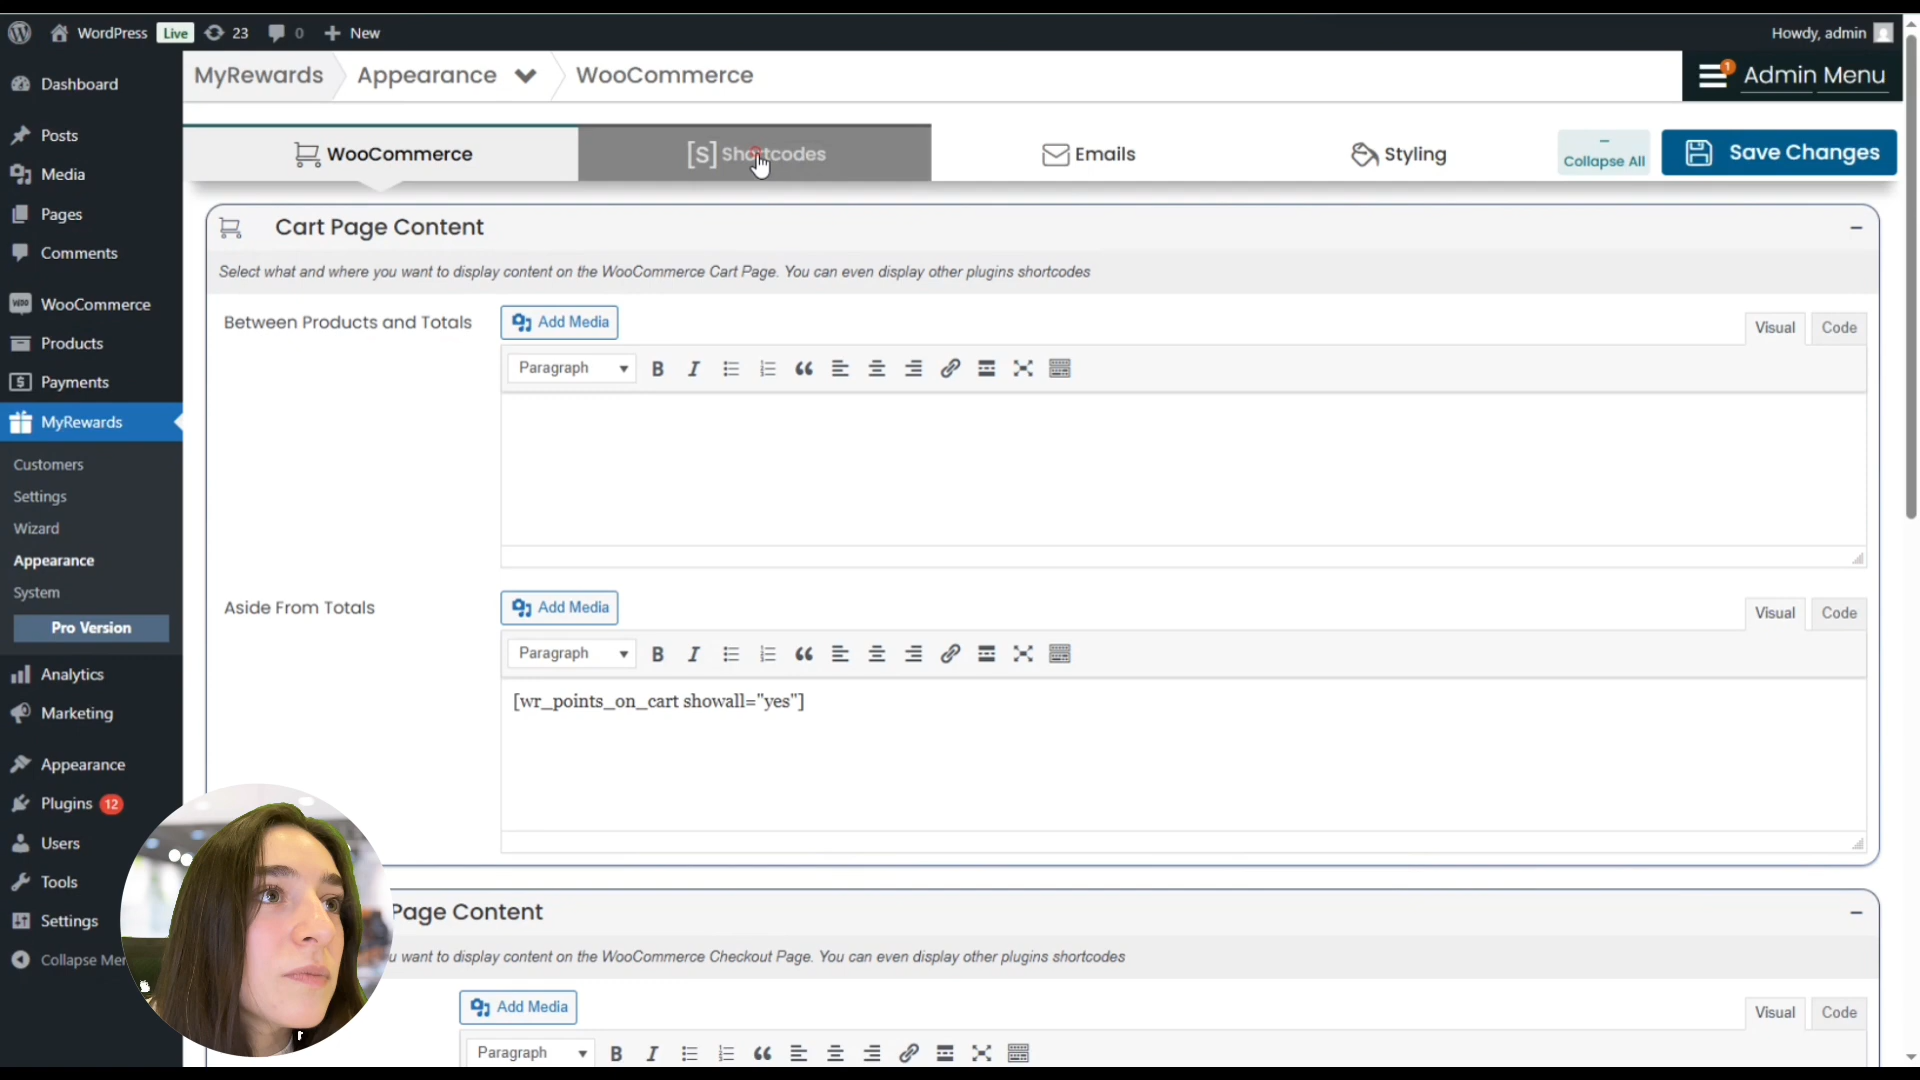 WordPress Live 23 0 + New Howdy, admin
MyRewards Appearance WooCommerce
1 Admin Menu
Dashboard
Posts
Media
Pages
Comments
WooCommerce
Products
Payments
MyRewards
Customers
Settings
Wizard
Appearance
System
Pro Version
Analytics
Marketing
Appearance
Plugins 12
Users
Tools
Settings
Collapse Mer
WooCommerce [S] Shortcodes Emails Styling
Collapse All
Save Changes
Cart Page Content
Select what and where you want to display content on the WooCommerce Cart Page. You can even display other plugins shortcodes
Between Products and Totals
Add Media
Visual Code
Paragraph B I
Aside From Totals
Add Media
Visual Code
Paragraph B I
[wr_points_on_cart showall="yes"]
Page Content
u want to display content on the WooCommerce Checkout Page. You can even display other plugins shortcodes
Add Media
Visual Code
Paragraph B I